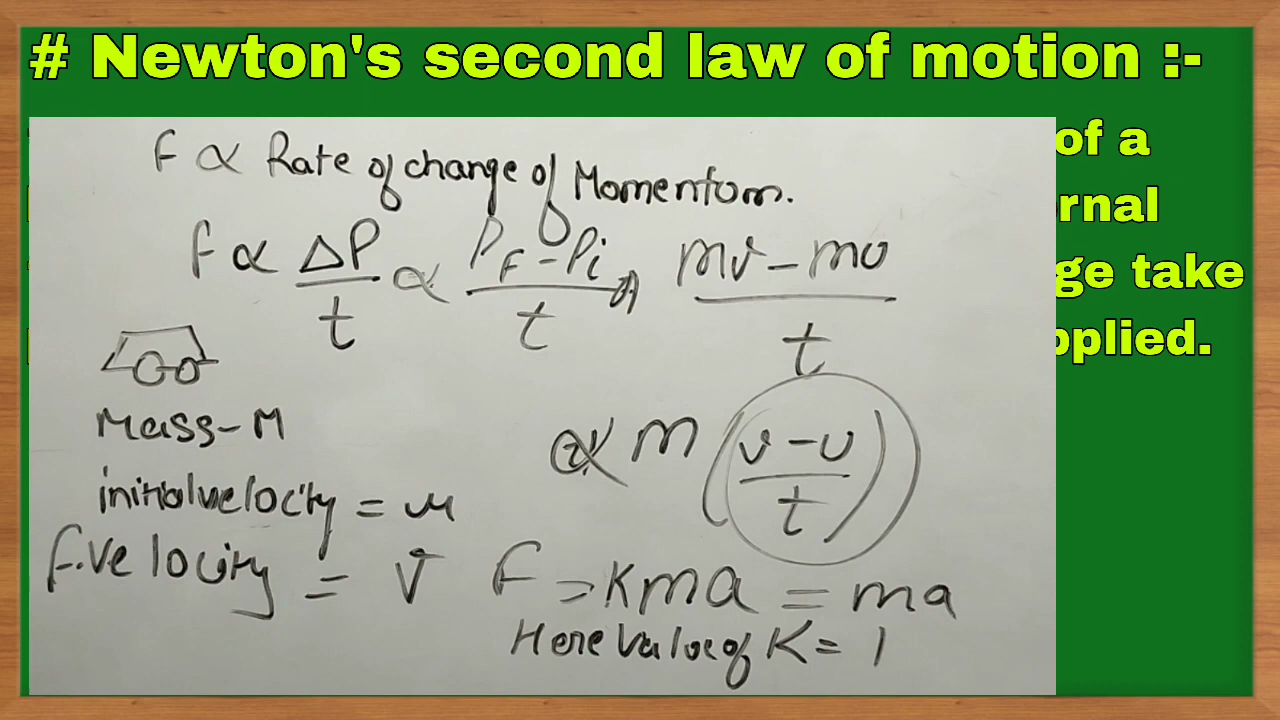 # Newton's second law of motion :-
of a
rnal
ge take
pplied.
F ∝ Rate of change of Momentum.
F ∝ ΔP/t ∝ (PF - Pi)/t ∝ (mv - mu)/t
∝ m ((v - u)/t)
Mass - M
initial velocity = u
F.velocity = v
F = Kma = ma
Here Value of K = 1